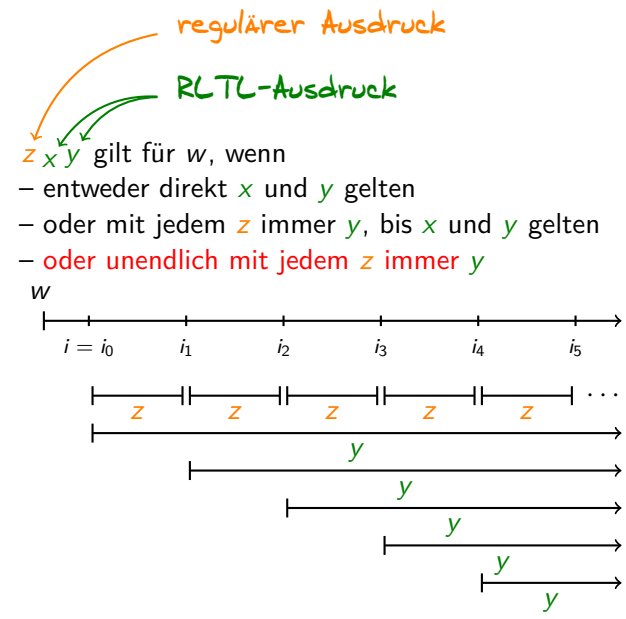 regulärer Ausdruck
RLTL-Ausdruck
z x y gilt für w, wenn
– entweder direkt x und y gelten
– oder mit jedem z immer y, bis x und y gelten
– oder unendlich mit jedem z immer y
w
i = i₀ i₁ i₂ i₃ i₄ i₅
···
z z z z z
y
y
y
y
y